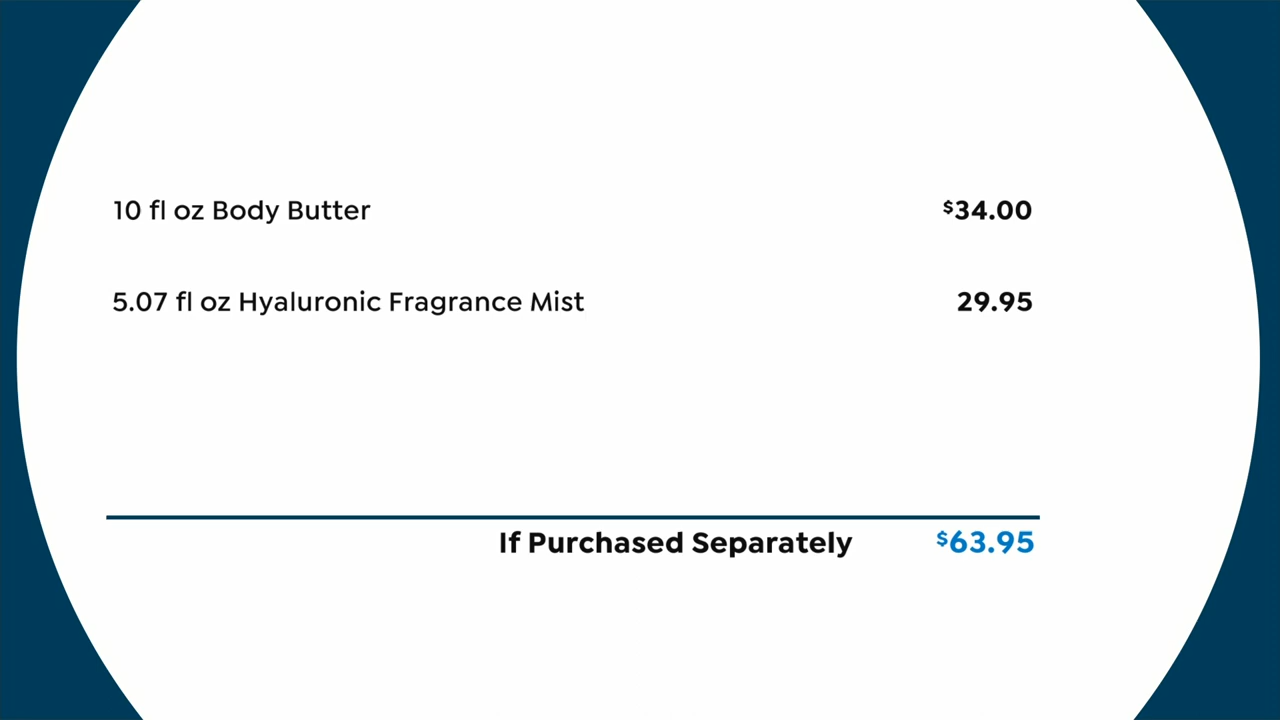 10 fl oz Body Butter $34.00
5.07 fl oz Hyaluronic Fragrance Mist 29.95
If Purchased Separately $63.95